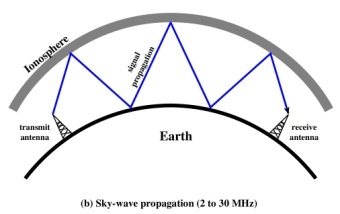 Ionosphere
signal
propagation
transmit
antenna
Earth
receive
antenna
(b) Sky-wave propagation (2 to 30 MHz)